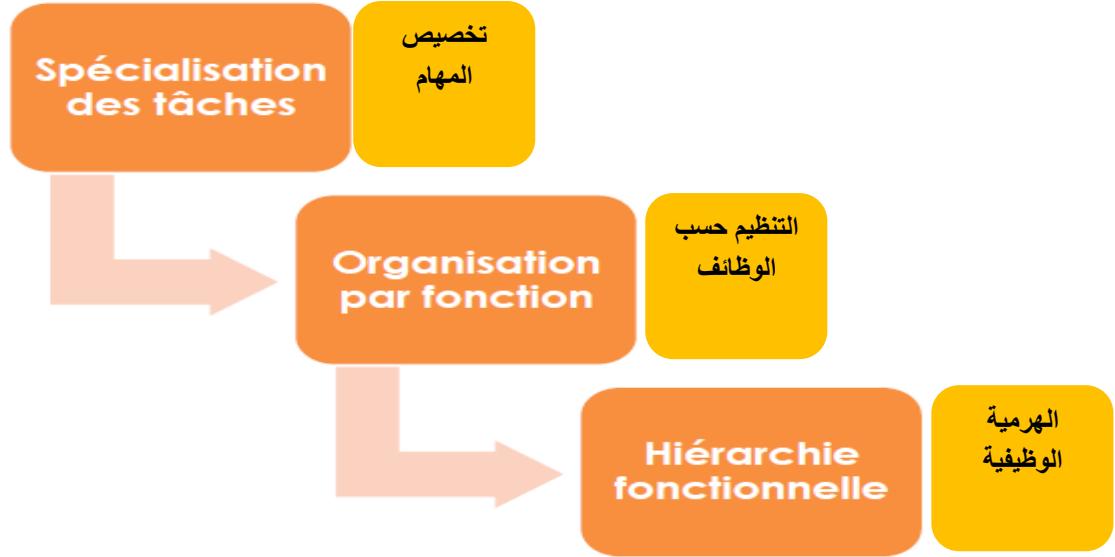 Spécialisation
des tâches
تخصيص
المهام
Organisation
par fonction
التنظيم حسب
الوظائف
Hiérarchie
fonctionnelle
الهرمية
الوظيفية